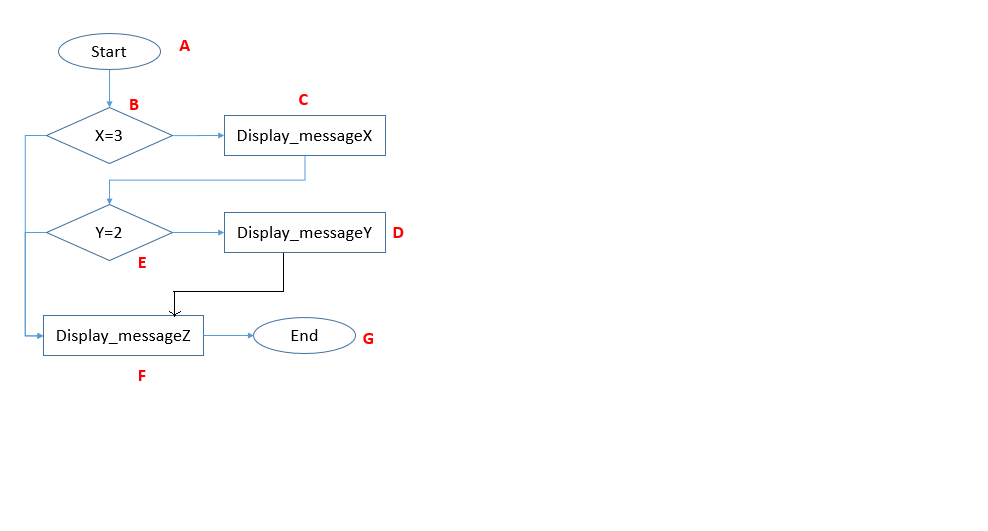 Start
A
B
C
X=3
Display_messageX
Y=2
Display_messageY
D
E
Display_messageZ
End
G
F